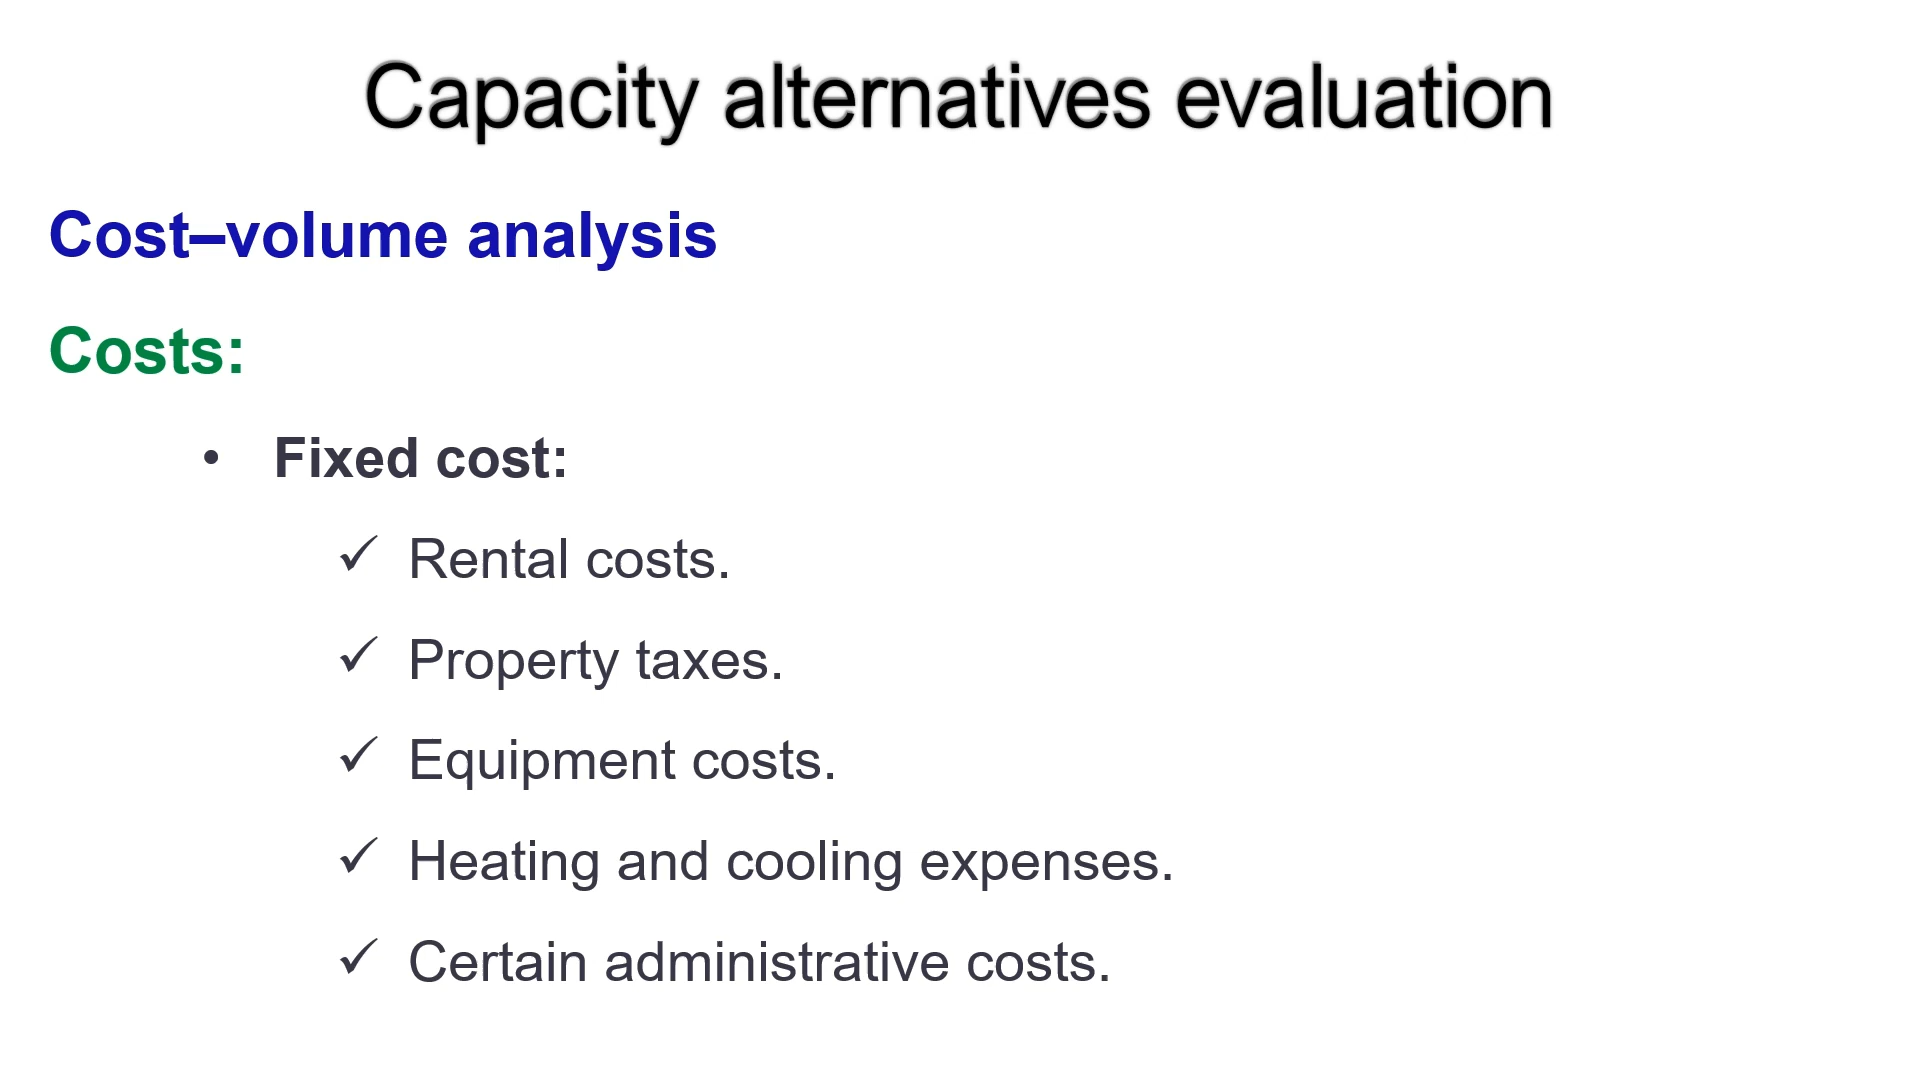 Capacity alternatives evaluation
Cost–volume analysis
Costs:
• Fixed cost:
✓ Rental costs.
✓ Property taxes.
✓ Equipment costs.
✓ Heating and cooling expenses.
✓ Certain administrative costs.